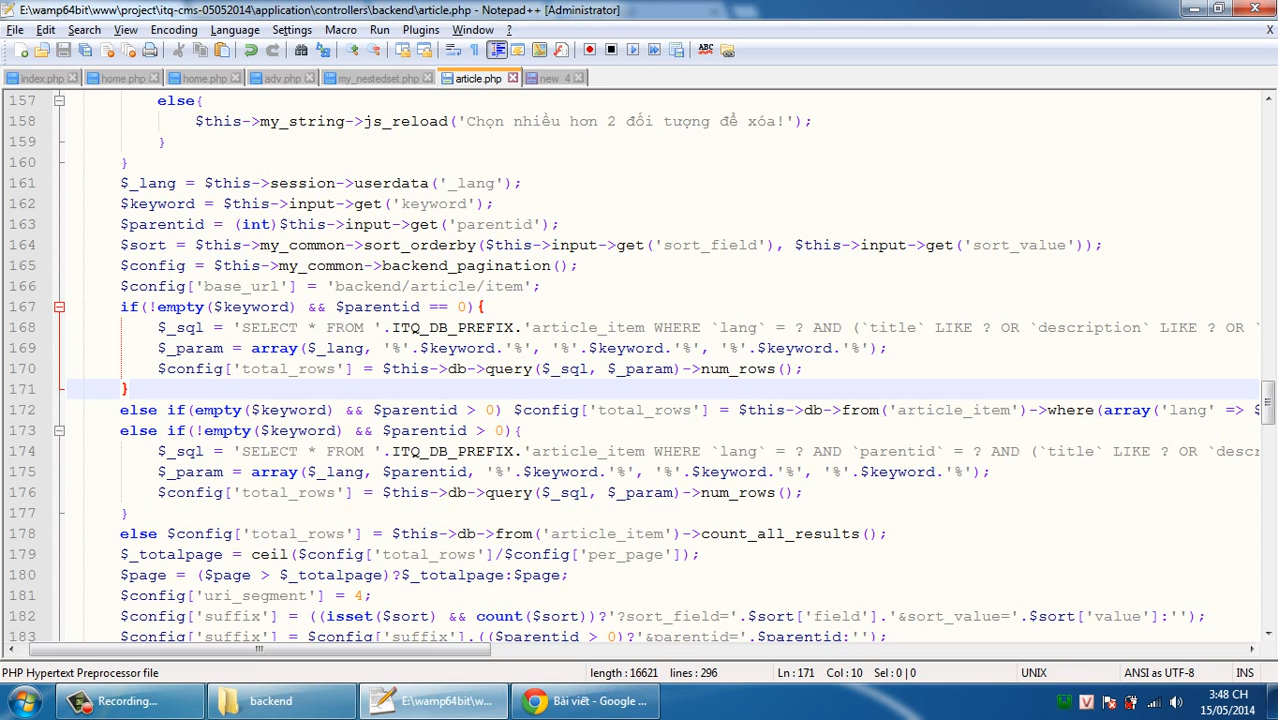 E:\wamp64bit\www\project\itq-cms-05052014\application\controllers\backend\article.php - Notepad++ [Administrator]
File Edit Search View Encoding Language Settings Macro Run Plugins Window ? X
index.php home.php home.php adv.php my_nestedset.php article.php new 4
157 else{
158 $this->my_string->js_reload('Chọn nhiều hơn 2 đối tượng để xóa!');
159 }
160 }
161 $_lang = $this->session->userdata('_lang');
162 $keyword = $this->input->get('keyword');
163 $parentid = (int)$this->input->get('parentid');
164 $sort = $this->my_common->sort_orderby($this->input->get('sort_field'), $this->input->get('sort_value'));
165 $config = $this->my_common->backend_pagination();
166 $config['base_url'] = 'backend/article/item';
167 if(!empty($keyword) && $parentid == 0){
168 $_sql = 'SELECT * FROM '.ITQ_DB_PREFIX.'article_item WHERE `lang` = ? AND (`title` LIKE ? OR `description` LIKE ? OR `
169 $_param = array($_lang, '%'.$keyword.'%', '%'.$keyword.'%', '%'.$keyword.'%');
170 $config['total_rows'] = $this->db->query($_sql, $_param)->num_rows();
171 }
172 else if(empty($keyword) && $parentid > 0) $config['total_rows'] = $this->db->from('article_item')->where(array('lang' => $
173 else if(!empty($keyword) && $parentid > 0){
174 $_sql = 'SELECT * FROM '.ITQ_DB_PREFIX.'article_item WHERE `lang` = ? AND `parentid` = ? AND (`title` LIKE ? OR `descr
175 $_param = array($_lang, $parentid, '%'.$keyword.'%', '%'.$keyword.'%', '%'.$keyword.'%');
176 $config['total_rows'] = $this->db->query($_sql, $_param)->num_rows();
177 }
178 else $config['total_rows'] = $this->db->from('article_item')->count_all_results();
179 $_totalpage = ceil($config['total_rows']/$config['per_page']);
180 $page = ($page > $_totalpage)?$_totalpage:$page;
181 $config['uri_segment'] = 4;
182 $config['suffix'] = ((isset($sort) && count($sort))?'?sort_field='.$sort['field'].'&sort_value='.$sort['value']:'');
183 $config['suffix'] = $config['suffix'].(($parentid > 0)?'&parentid='.$parentid:'');
PHP Hypertext Preprocessor file length : 16621 lines : 296 Ln : 171 Col : 10 Sel : 0 | 0 UNIX ANSI as UTF-8 INS
Recording... backend E:\wamp64bit\w... Bài viết - Google ... 3:48 CH
15/05/2014